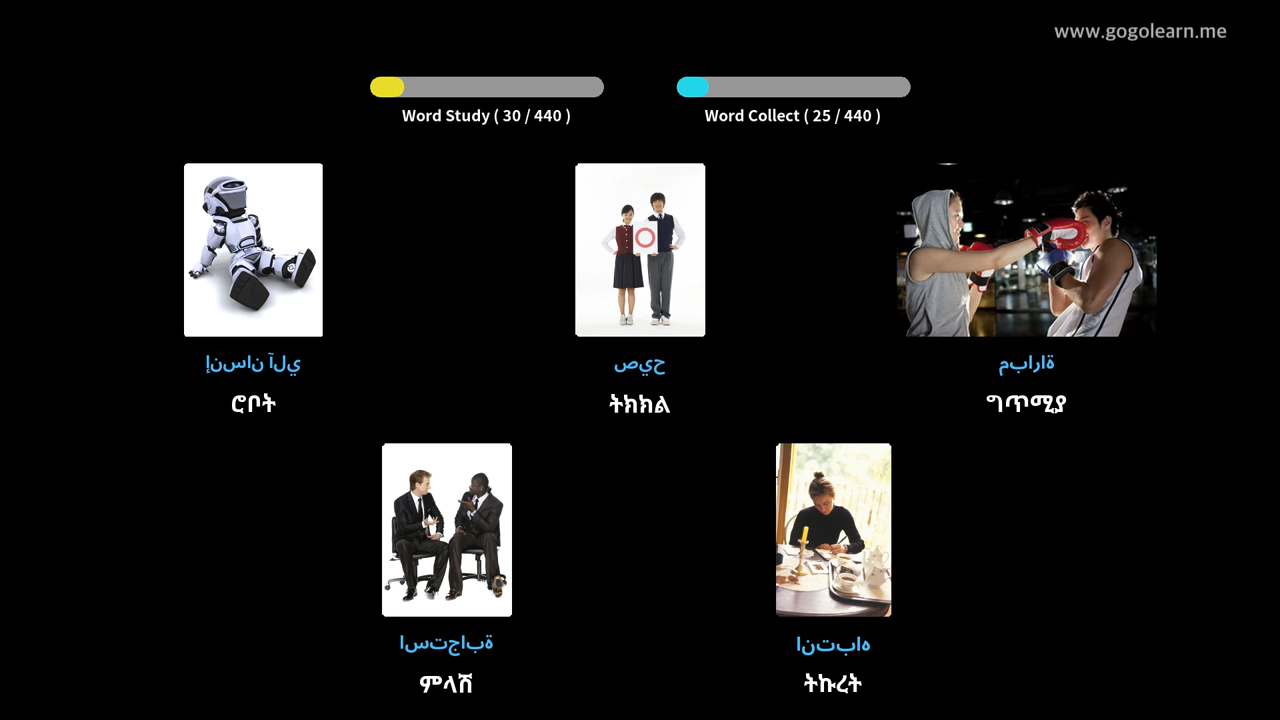 www.gogolearn.me
Word Study ( 30 / 440 )
Word Collect ( 25 / 440 )
إنسان آلي
صحيح
مباراة
ሮቦት
ትክክል
ግጥሚያ
استجابة
انتباه
ምላሽ
ትኩረት